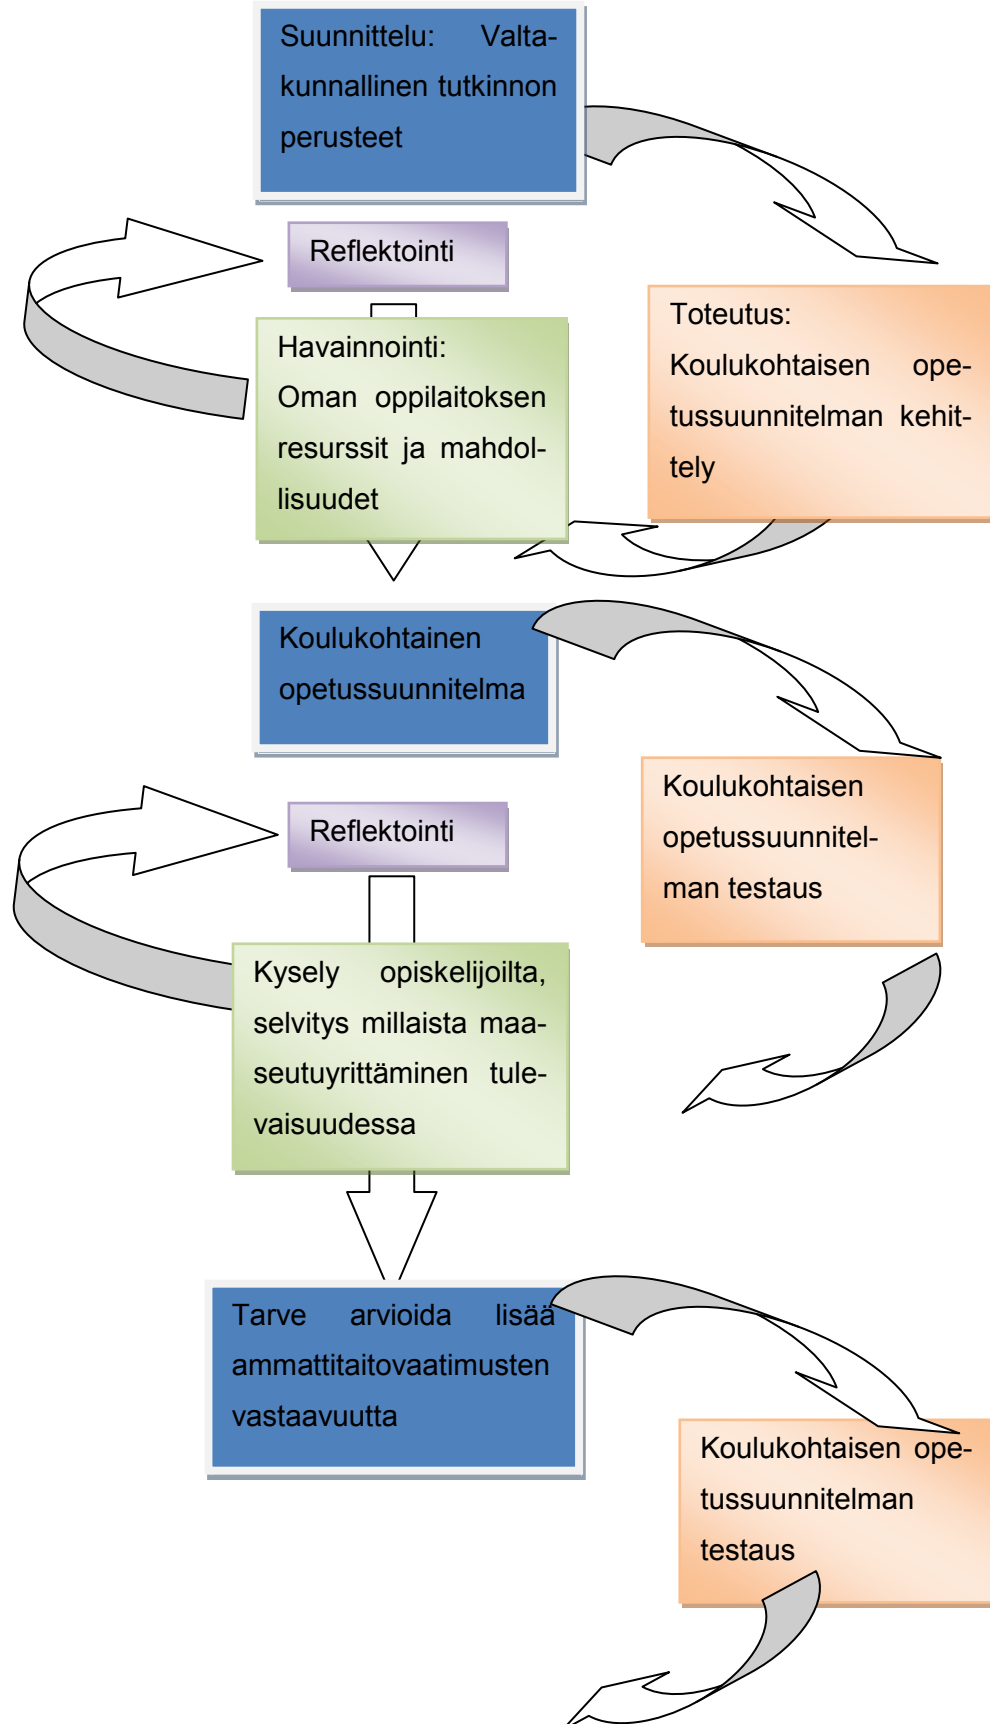 Suunnittelu: Valta-
kunnallinen tutkinnon
perusteet
Reflektointi
Toteutus:
Koulukohtaisen ope-
tussuunnitelman kehit-
tely
Havainnointi:
Oman oppilaitoksen
resurssit ja mahdol-
lisuudet
Koulukohtainen
opetussuunnitelma
Koulukohtaisen
opetussuunnitel-
man testaus
Reflektointi
Kysely opiskelijoilta,
selvitys millaista maa-
seutuyrittäminen tule-
vaisuudessa
Tarve arvioida lisää
ammattitaitovaatimusten
vastaavuutta
Koulukohtaisen ope-
tussuunnitelman
testaus